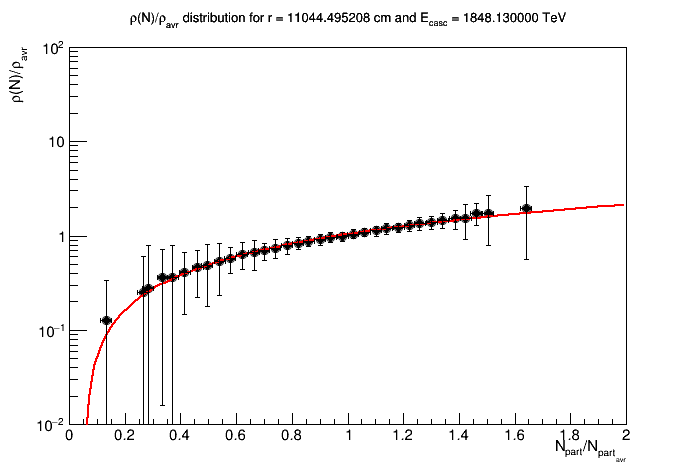 ρ(N)/ρavr distribution for r = 11044.495208 cm and Ecasc = 1848.130000 TeV
ρ(N)/ρavr
10²
10
1
10⁻¹
10⁻²
0 0.2 0.4 0.6 0.8 1 1.2 1.4 1.6 1.8 2
Npart/Npartavr